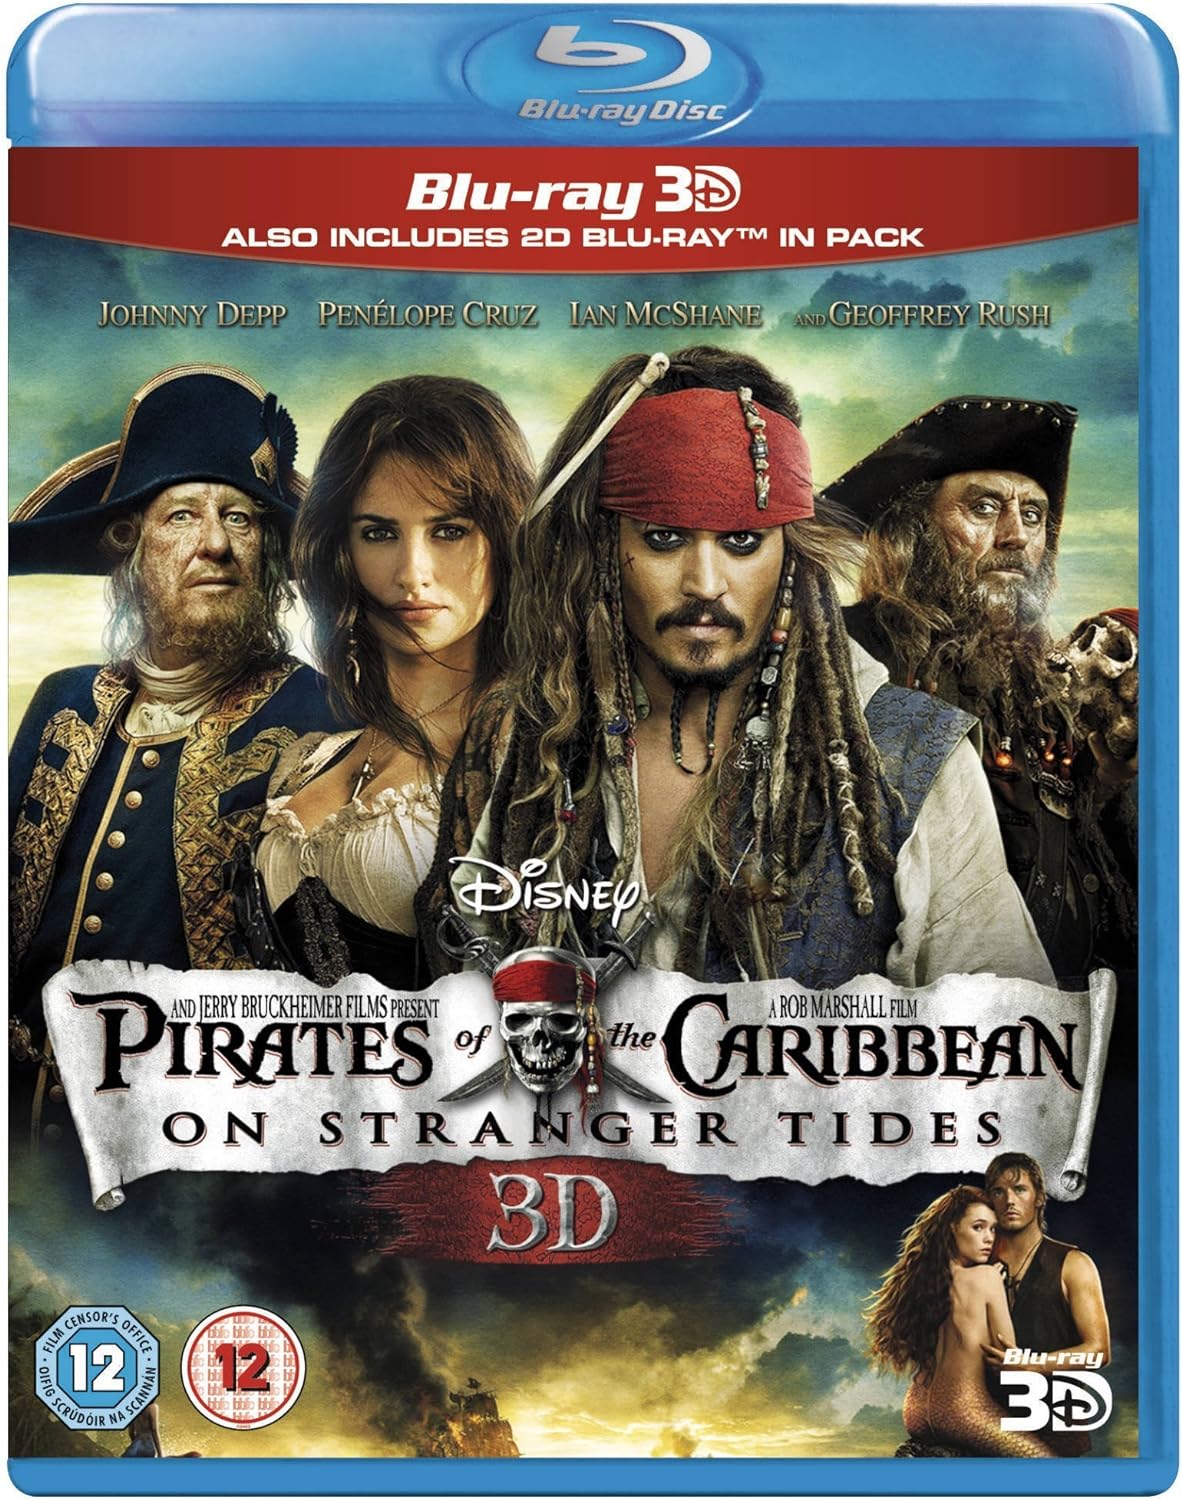 Blu-ray Disc
Blu-ray 3D
ALSO INCLUDES 2D BLU-RAY™ IN PACK
JOHNNY DEPP PENÉLOPE CRUZ IAN MCSHANE AND GEOFFREY RUSH
DISNEY
AND JERRY BRUCKHEIMER FILMS PRESENT
A ROB MARSHALL FILM
PIRATES of the CARIBBEAN
ON STRANGER TIDES
3D
· FILM CENSOR'S OFFICE ·
12
OIFIG SCRÚDÓIR NA SCANNÁN
12
Blu-ray
3D